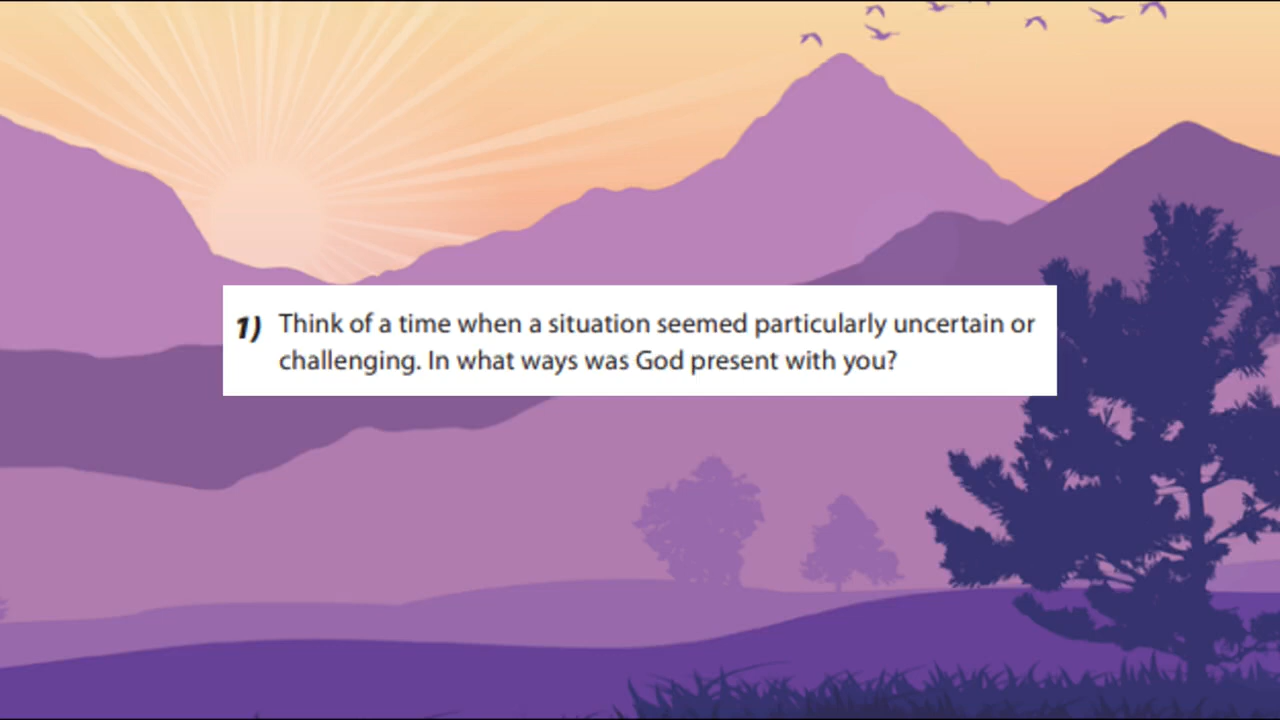 1) Think of a time when a situation seemed particularly uncertain or
challenging. In what ways was God present with you?